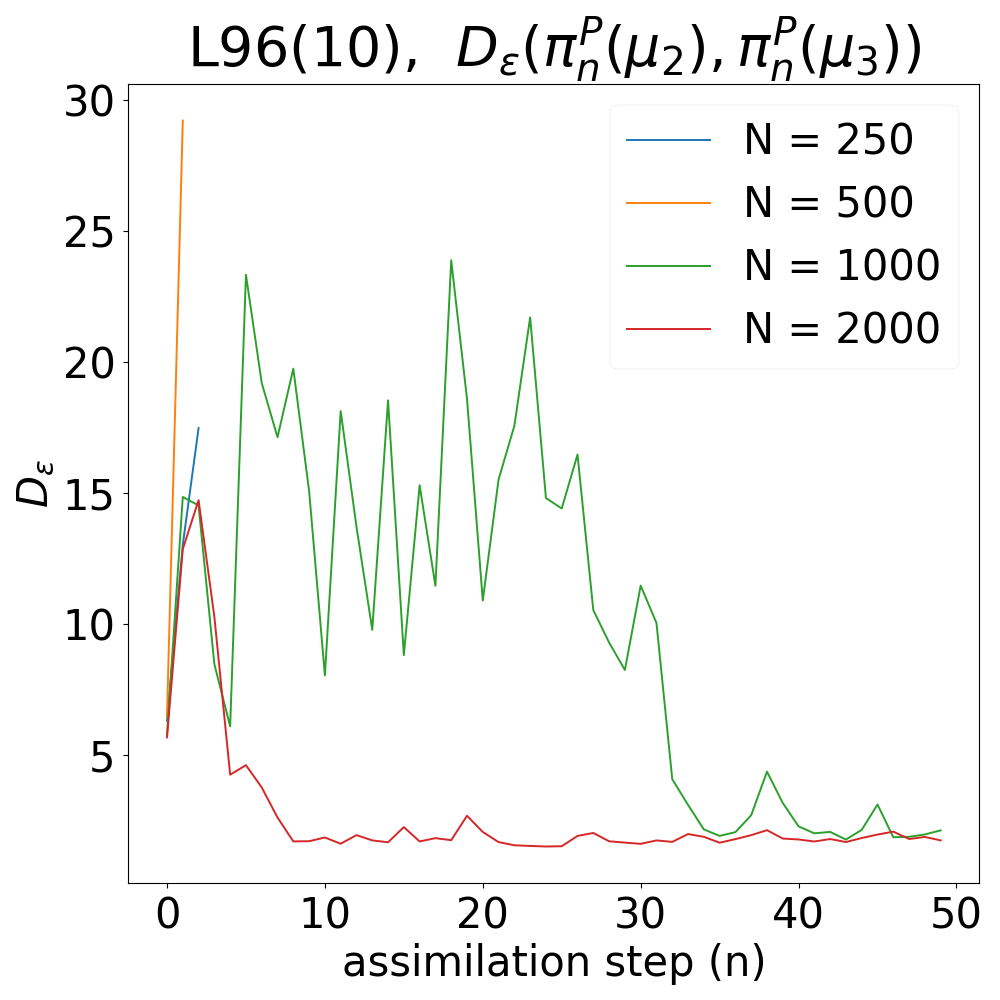 L96(10), $D_\varepsilon(\pi_n^P(\mu_2), \pi_n^P(\mu_3))$
30
25
20
15
10
5
$D_\varepsilon$
N = 250
N = 500
N = 1000
N = 2000
0 10 20 30 40 50
assimilation step (n)